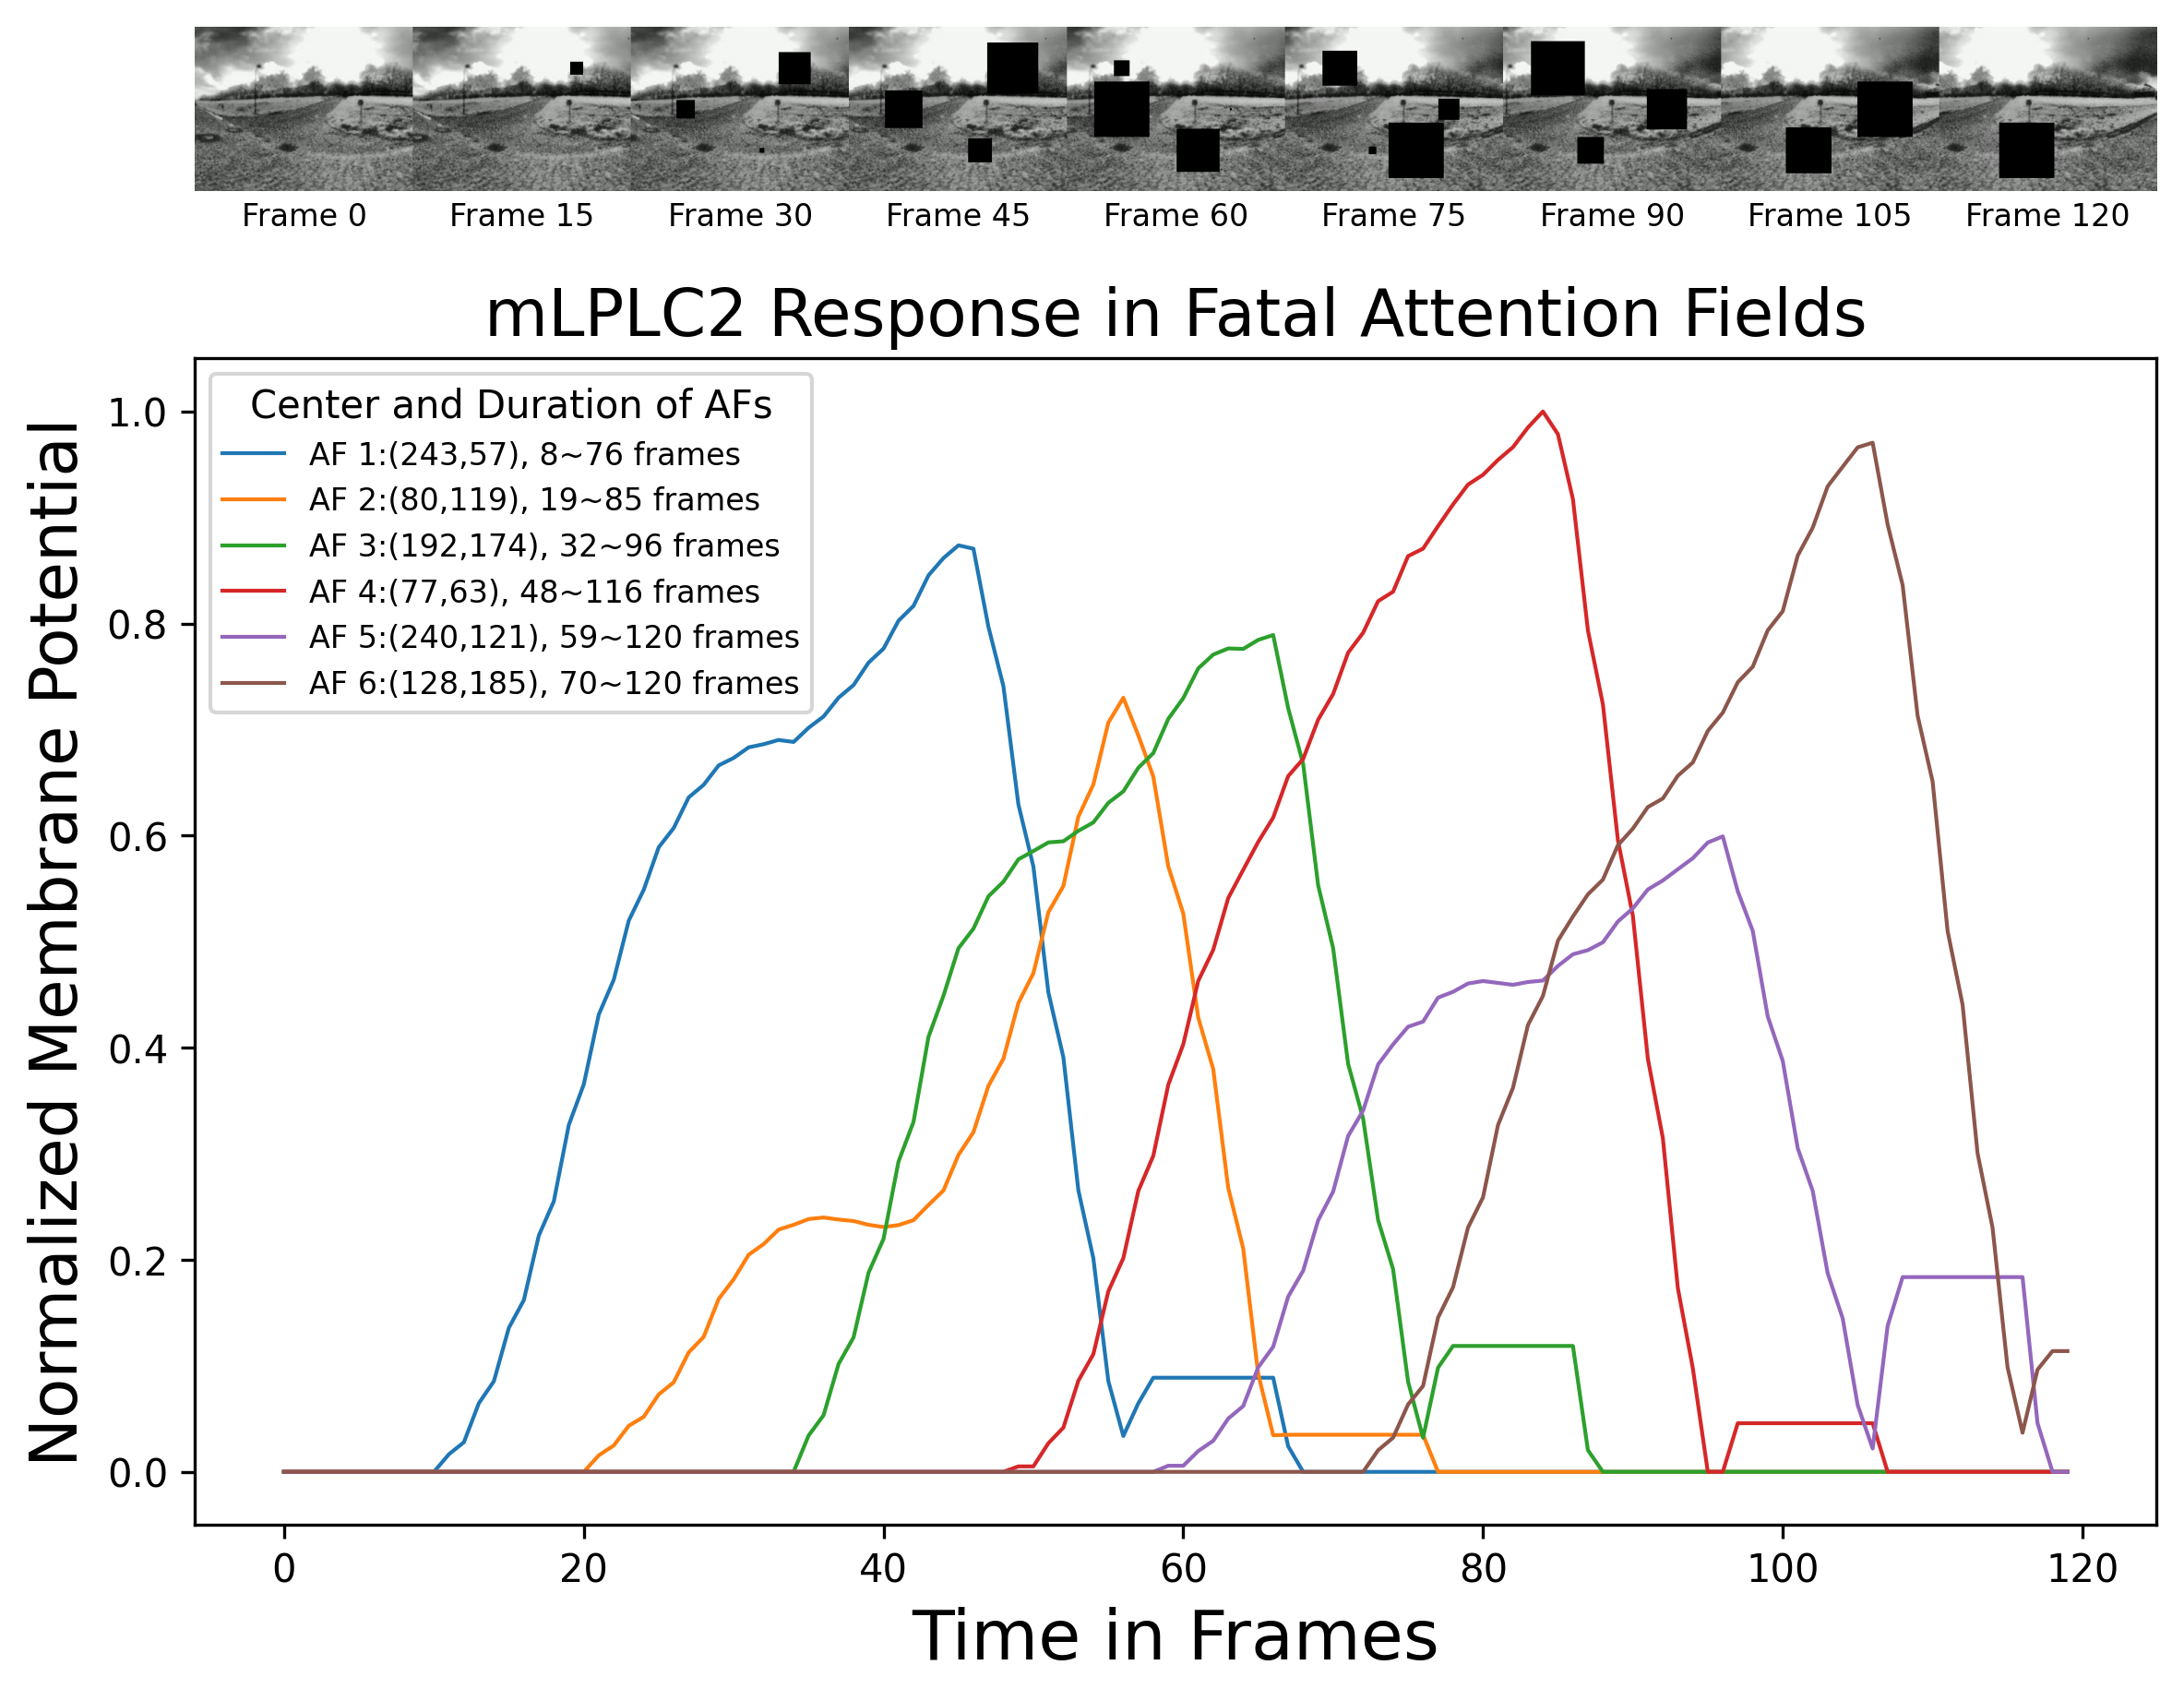 Frame 0 Frame 15 Frame 30 Frame 45 Frame 60 Frame 75 Frame 90 Frame 105 Frame 120
mLPLC2 Response in Fatal Attention Fields
Center and Duration of AFs
AF 1:(243,57), 8~76 frames
AF 2:(80,119), 19~85 frames
AF 3:(192,174), 32~96 frames
AF 4:(77,63), 48~116 frames
AF 5:(240,121), 59~120 frames
AF 6:(128,185), 70~120 frames
Normalized Membrane Potential
1.0
0.8
0.6
0.4
0.2
0.0
0 20 40 60 80 100 120
Time in Frames